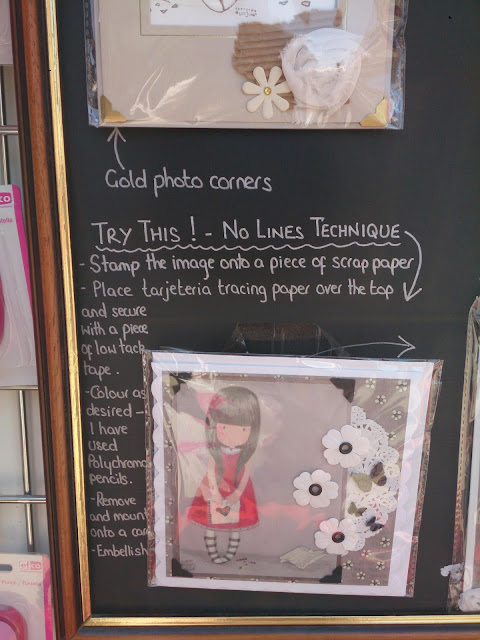 Gold photo corners
TRY THIS! - NO LINES TECHNIQUE
- Stamp the image onto a piece of scrap paper
- Place tarjeteria tracing paper over the top
and secure
with a piece
of low tack
tape.
- Colour as
desired -
I have
used
Polychromo
pencils.
- Remove
and mount
onto a card
- Embellish
efco